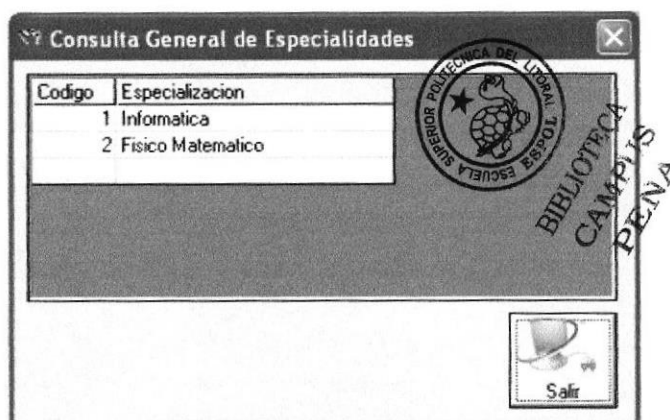 Consulta General de Especialidades
Codigo Especializacion
1 Informatica
2 Fisico Matematico
ESCUELA SUPERIOR POLITECNICA DEL LITORAL
ESPOL
BIBLIOTECA
CAMPUS
PEÑA
Salir